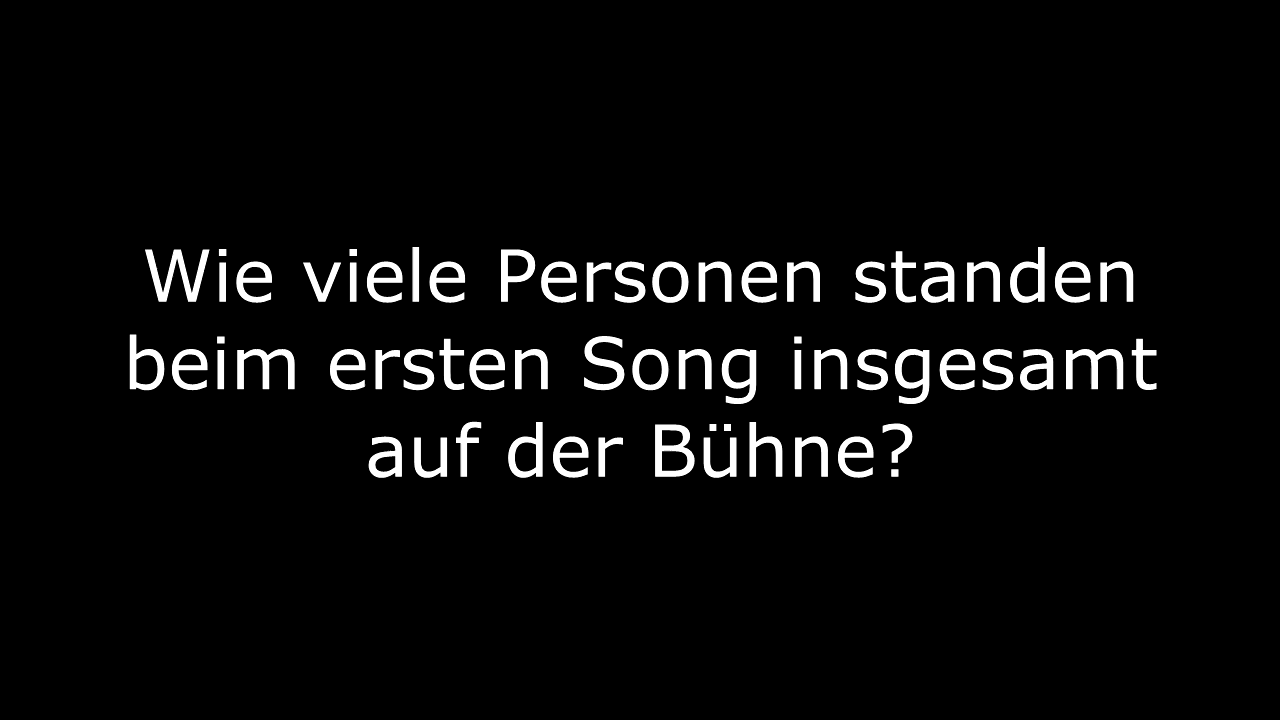 Wie viele Personen standen
beim ersten Song insgesamt
auf der Bühne?